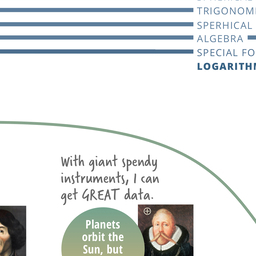 TRIGONOM
SPERHICAL
ALGEBRA
SPECIAL FO
LOGARITHM
With giant spendy
instruments, I can
get GREAT data.
Planets
orbit the
Sun, but